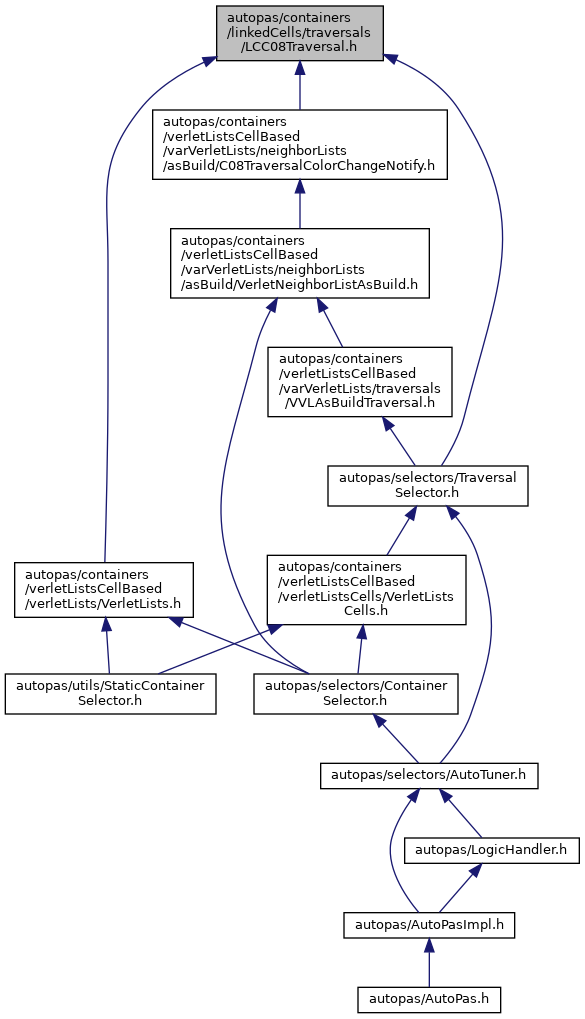 autopas/containers
/linkedCells/traversals
/LCC08Traversal.h
autopas/containers
/verletListsCellBased
/varVerletLists/neighborLists
/asBuild/C08TraversalColorChangeNotify.h
autopas/containers
/verletListsCellBased
/varVerletLists/neighborLists
/asBuild/VerletNeighborListAsBuild.h
autopas/containers
/verletListsCellBased
/varVerletLists/traversals
/VVLAsBuildTraversal.h
autopas/selectors/Traversal
Selector.h
autopas/containers
/verletListsCellBased
/verletLists/VerletLists.h
autopas/containers
/verletListsCellBased
/verletListsCells/VerletLists
Cells.h
autopas/utils/StaticContainer
Selector.h
autopas/selectors/Container
Selector.h
autopas/selectors/AutoTuner.h
autopas/LogicHandler.h
autopas/AutoPasImpl.h
autopas/AutoPas.h